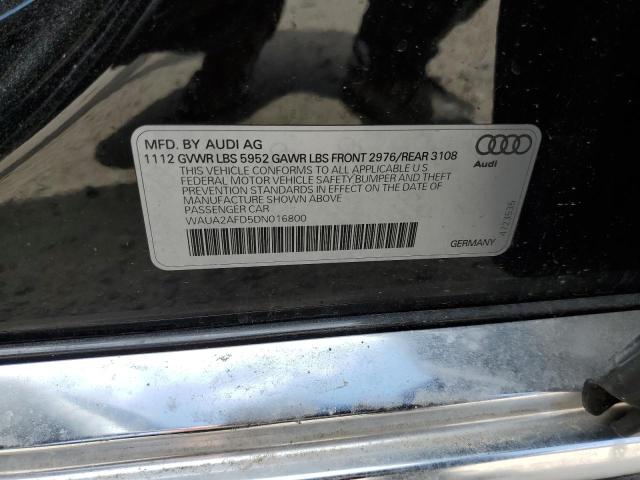 MFD. BY AUDI AG
1112 GVWR LBS 5952 GAWR LBS FRONT 2976/REAR 3108
THIS VEHICLE CONFORMS TO ALL APPLICABLE U.S.
FEDERAL MOTOR VEHICLE SAFETY BUMPER AND THEFT
PREVENTION STANDARDS IN EFFECT ON THE DATE OF
MANUFACTURE SHOWN ABOVE
PASSENGER CAR
WAUA2AFD5DN016800
Audi
GERMANY
4723535